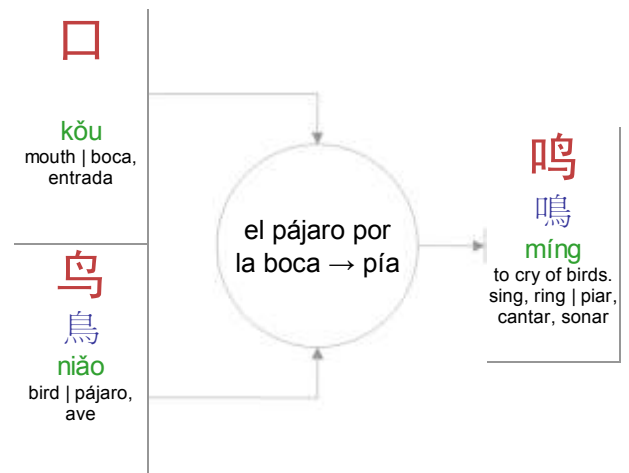 口
kǒu
mouth | boca,
entrada
鸟
鳥
niǎo
bird | pájaro,
ave
el pájaro por
la boca → pía
鸣
鳴
míng
to cry of birds.
sing, ring | piar,
cantar, sonar